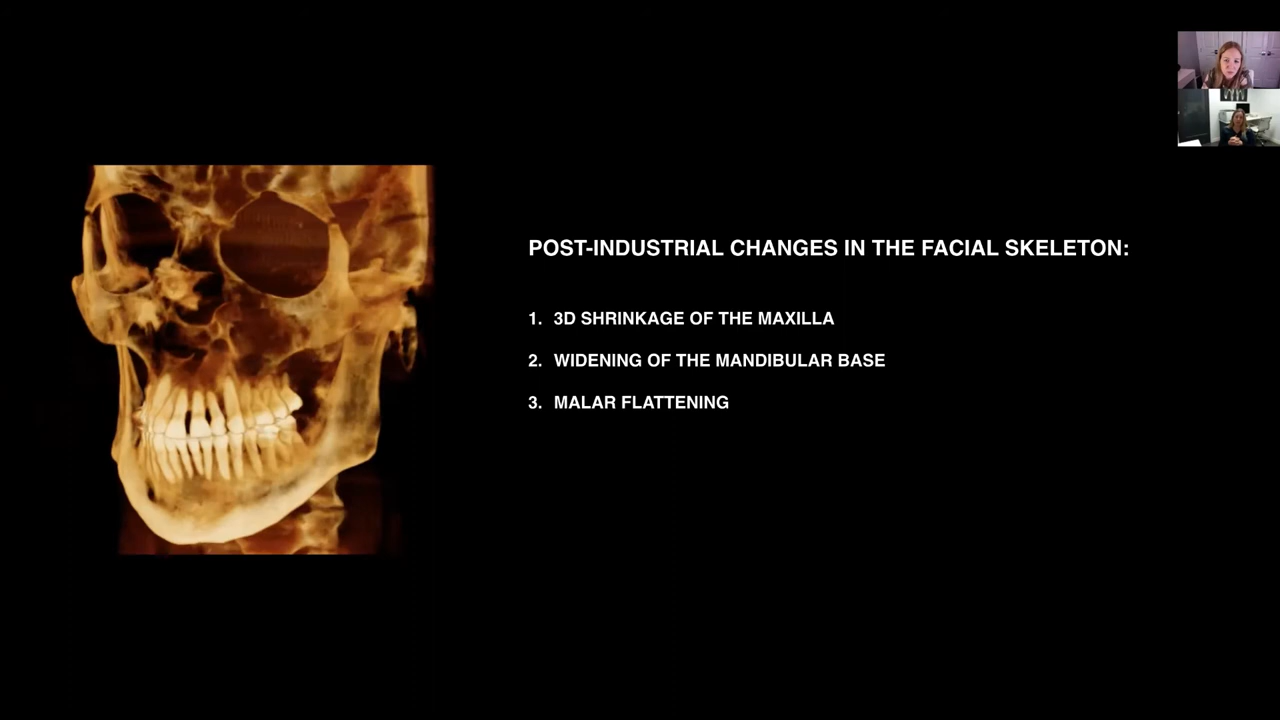 POST-INDUSTRIAL CHANGES IN THE FACIAL SKELETON:
1. 3D SHRINKAGE OF THE MAXILLA
2. WIDENING OF THE MANDIBULAR BASE
3. MALAR FLATTENING